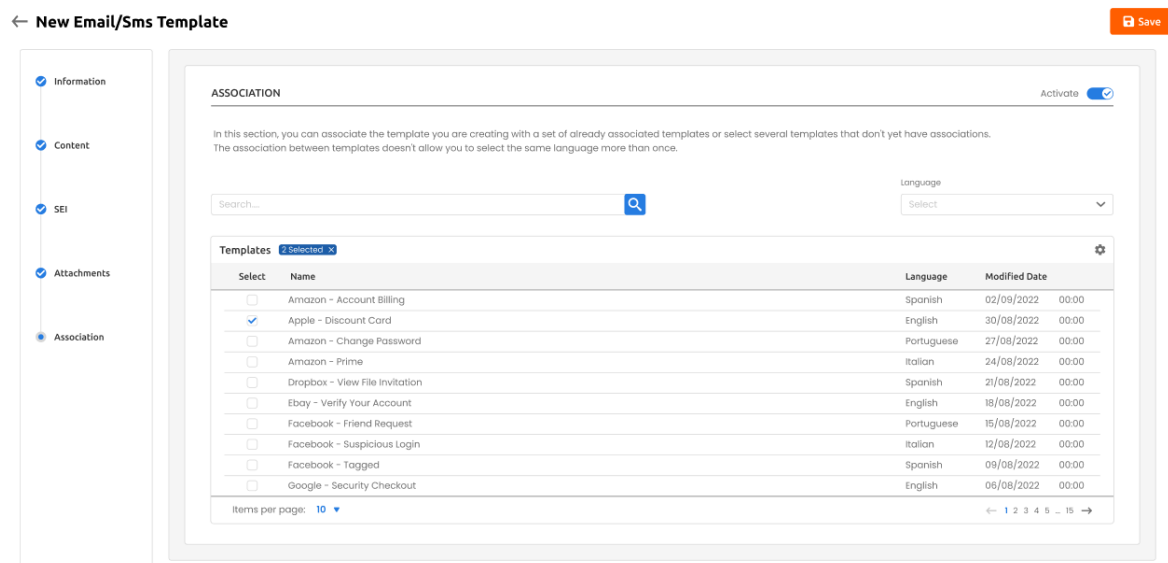 New Email/Sms Template
Save
Information
Content
SEI
Attachments
Association
ASSOCIATION
Activate
In this section, you can associate the template you are creating with a set of already associated templates or select several templates that don't yet have associations.
The association between templates doesn't allow you to select the same language more than once.
Language
Search....
Select
Templates 2 Selected ×
Select Name Language Modified Date
Amazon - Account Billing Spanish 02/09/2022 00:00
Apple - Discount Card English 30/08/2022 00:00
Amazon - Change Password Portuguese 27/08/2022 00:00
Amazon - Prime Italian 24/08/2022 00:00
Dropbox - View File Invitation Spanish 21/08/2022 00:00
Ebay - Verify Your Account English 18/08/2022 00:00
Facebook - Friend Request Portuguese 15/08/2022 00:00
Facebook - Suspicious Login Italian 12/08/2022 00:00
Facebook - Tagged Spanish 09/08/2022 00:00
Google - Security Checkout English 06/08/2022 00:00
Items per page: 10
1 2 3 4 5 ... 15